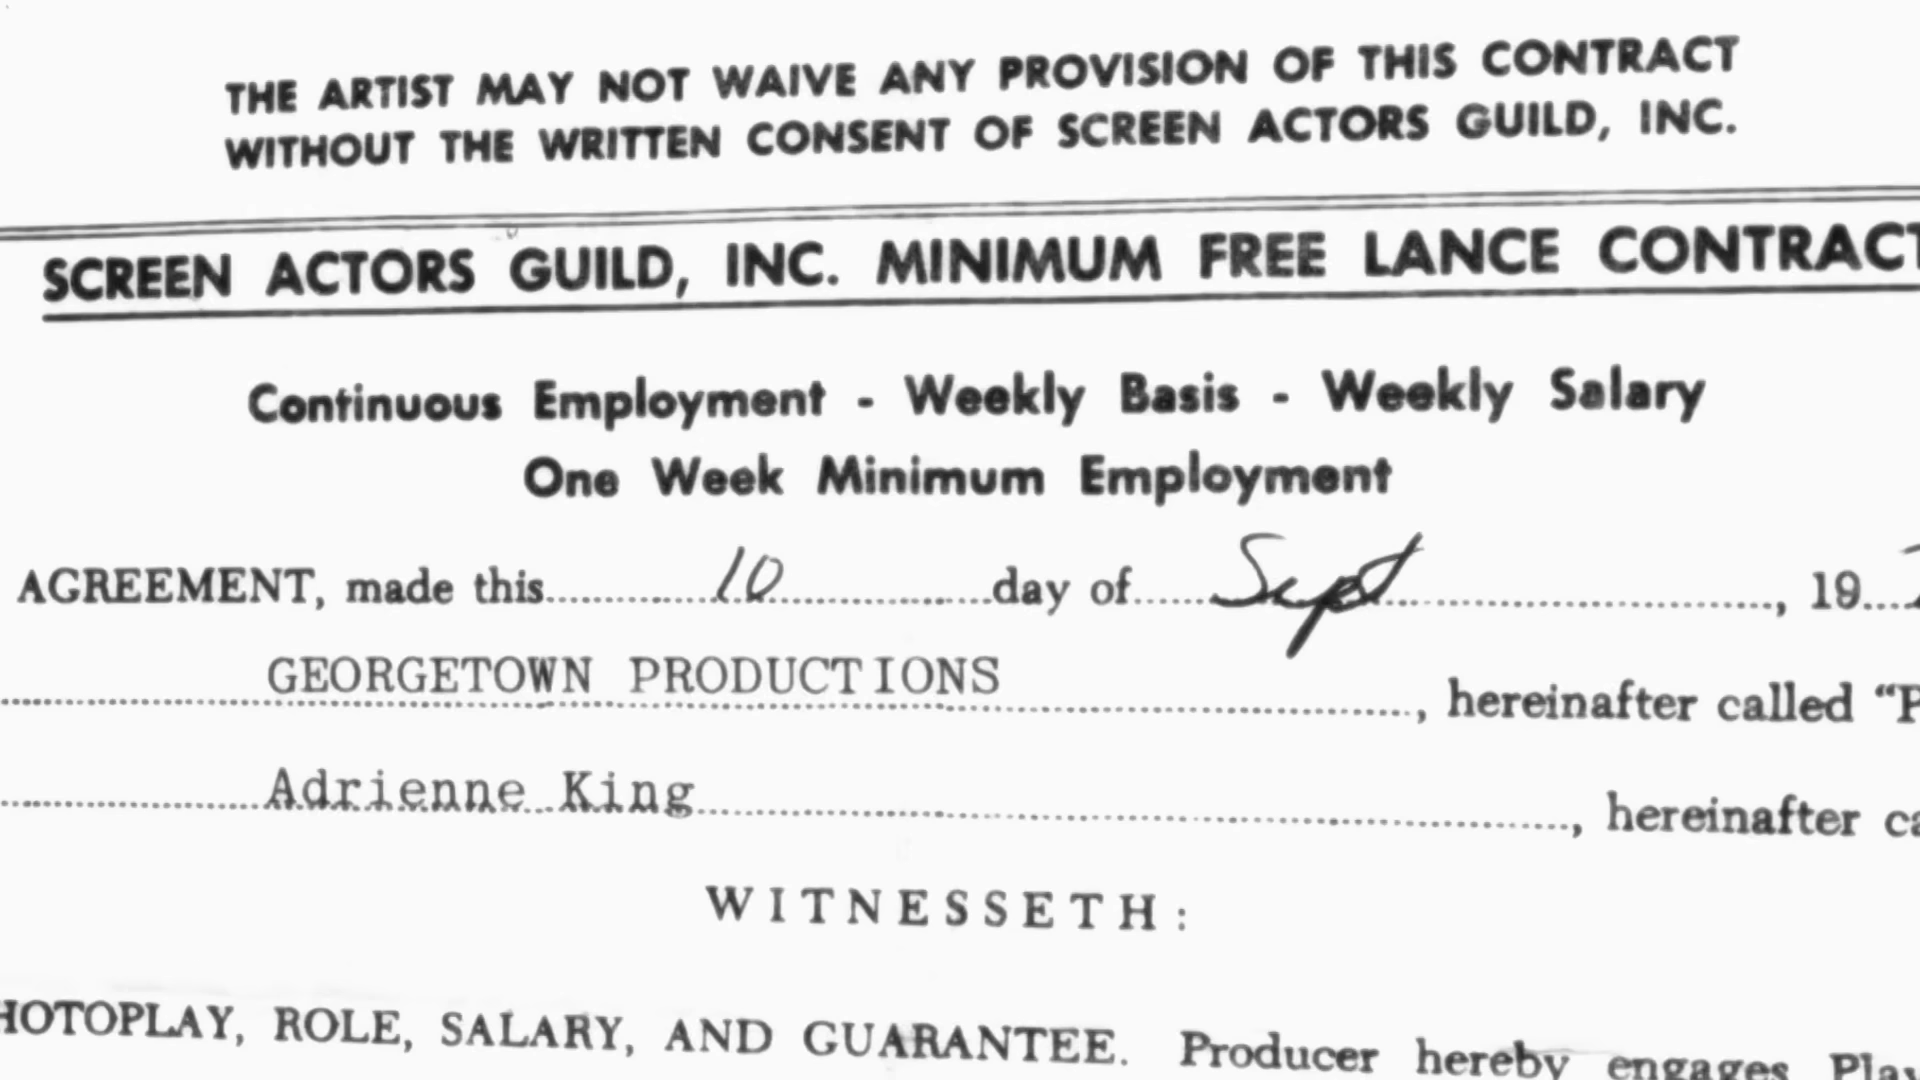 THE ARTIST MAY NOT WAIVE ANY PROVISION OF THIS CONTRACT
WITHOUT THE WRITTEN CONSENT OF SCREEN ACTORS GUILD, INC.
SCREEN ACTORS GUILD, INC. MINIMUM FREE LANCE CONTRACT
Continuous Employment - Weekly Basis - Weekly Salary
One Week Minimum Employment
AGREEMENT, made this 10 day of Sept, 19
GEORGETOWN PRODUCTIONS, hereinafter called "P
Adrienne King, hereinafter ca
WITNESSETH:
HOTOPLAY, ROLE, SALARY, AND GUARANTEE. Producer hereby engages Play